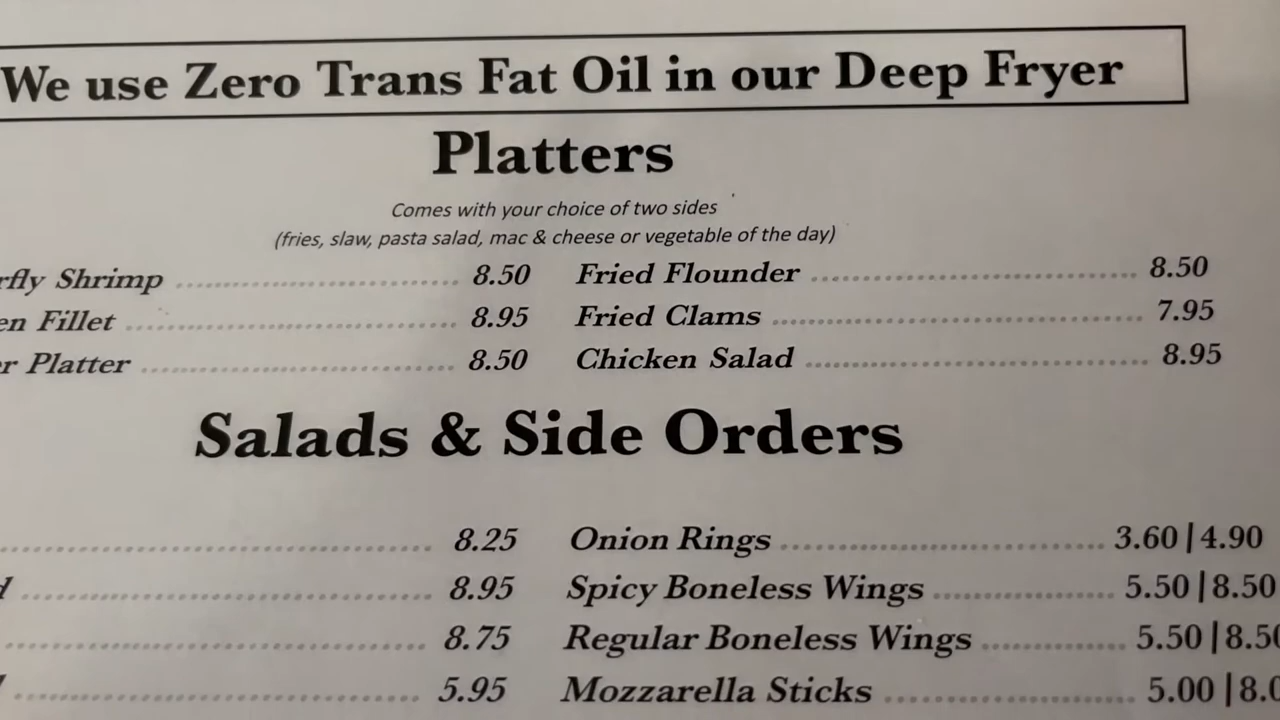 We use Zero Trans Fat Oil in our Deep Fryer
Platters
Comes with your choice of two sides
(fries, slaw, pasta salad, mac & cheese or vegetable of the day)
Shrimp 8.50 Fried Flounder 8.50
Fillet 8.95 Fried Clams 7.95
Platter 8.50 Chicken Salad 8.95
Salads & Side Orders
8.25 Onion Rings 3.60|4.90
8.95 Spicy Boneless Wings 5.50|8.50
8.75 Regular Boneless Wings 5.50|
5.95 Mozzarella Sticks 5.00|